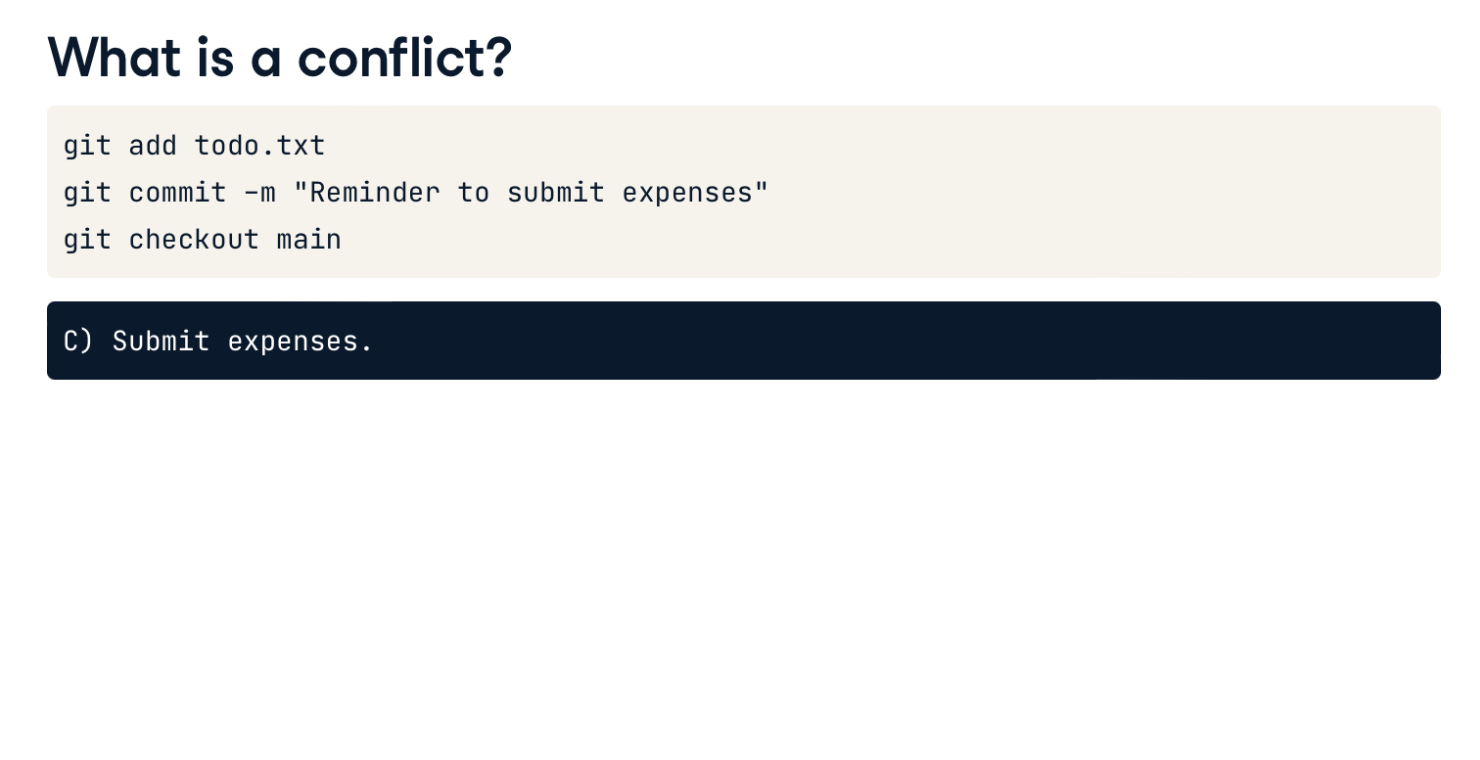 What is a conflict?
git add todo.txt
git commit -m "Reminder to submit expenses"
git checkout main
C) Submit expenses.